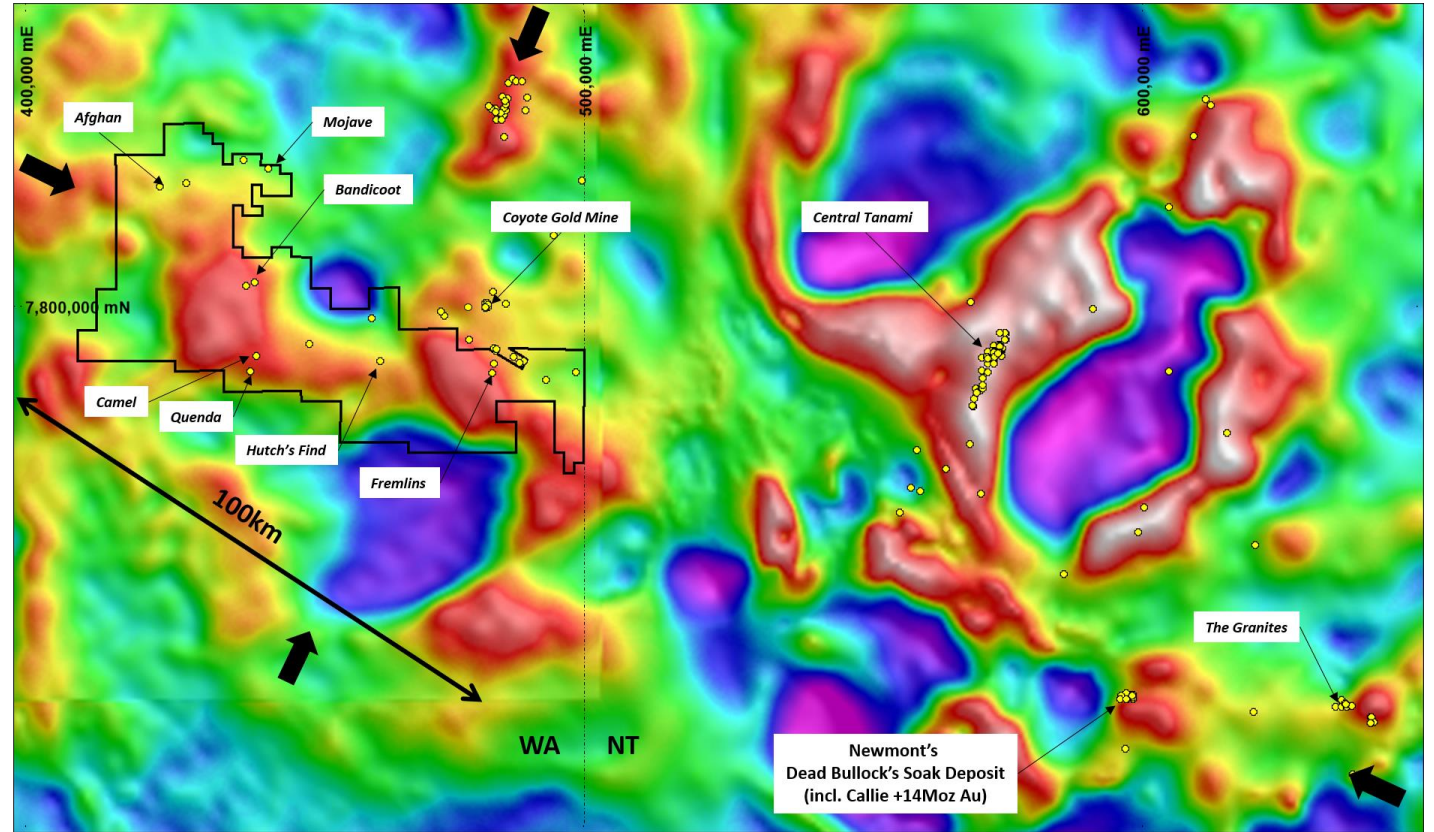 400,000 mE
500,000 mE
600,000 mE
Afghan
Mojave
Bandicoot
Coyote Gold Mine
Central Tanami
7,800,000 mN
Camel
Quenda
Hutch's Find
Fremlins
100km
The Granites
WA
NT
Newmont's
Dead Bullock's Soak Deposit
(incl. Callie +14Moz Au)